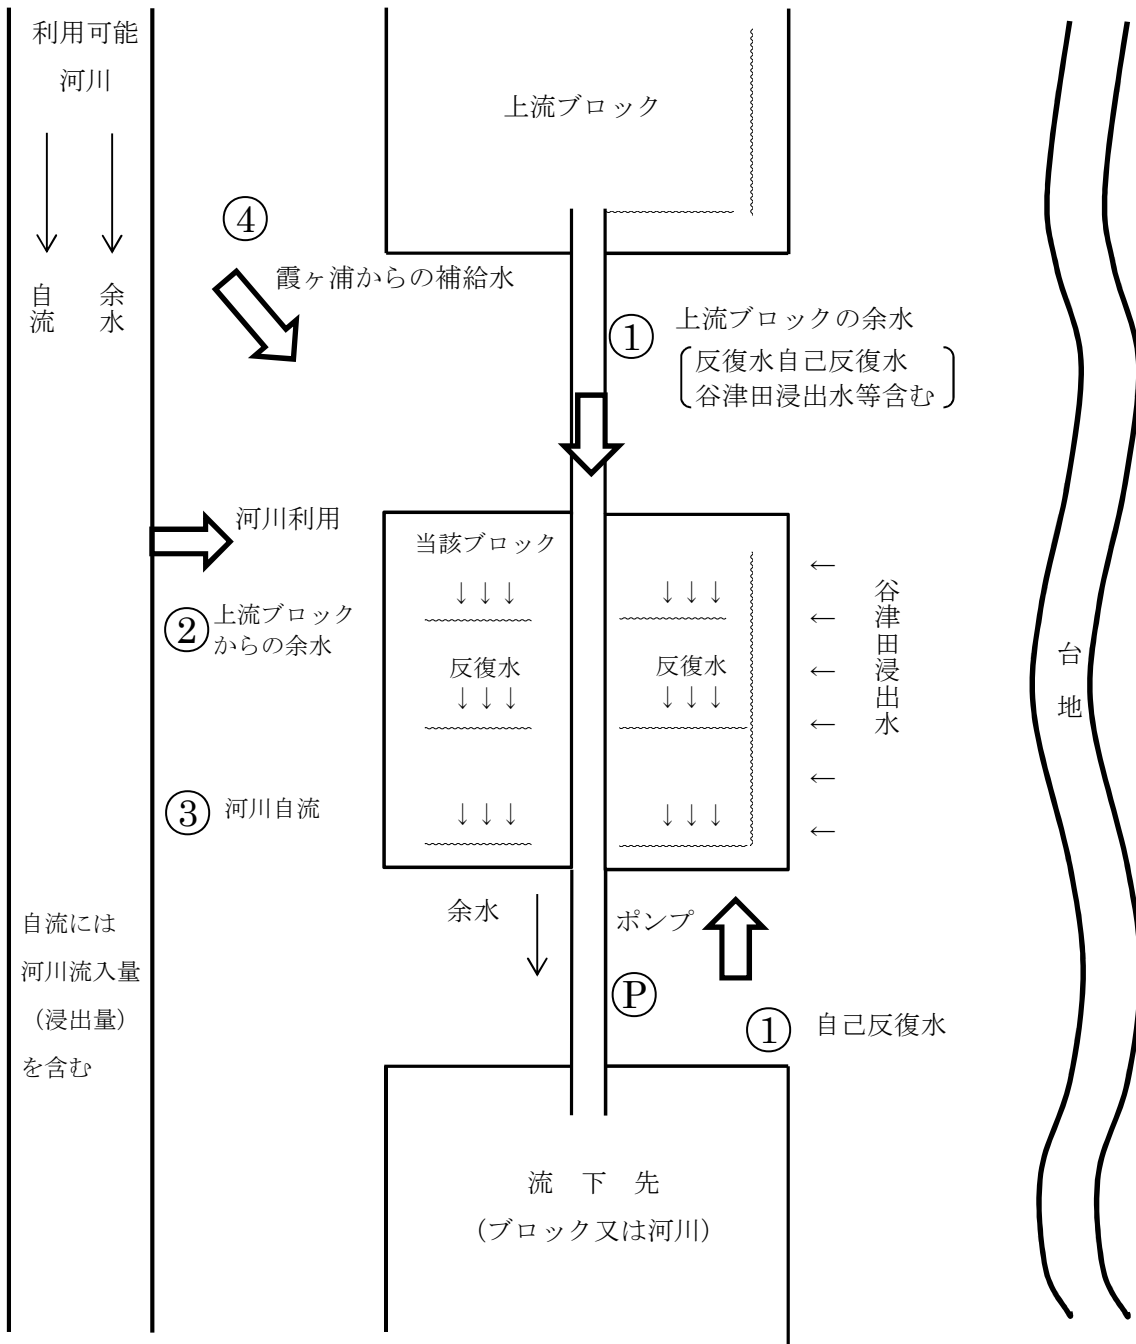 利用可能
河川
自流
余水
上流ブロック
④
霞ヶ浦からの補給水
①
上流ブロックの余水
反復水自己反復水
谷津田浸出水等含む
河川利用
当該ブロック
↓↓↓
↓↓↓
②
上流ブロック
からの余水
反復水
反復水
↓↓↓
↓↓↓
谷津田浸出水
←
←
←
←
←
←
台地
③
河川自流
↓↓↓
↓↓↓
自流には
河川流入量
（浸出量）
を含む
余水
ポンプ
Ⓟ
①
自己反復水
流 下 先
（ブロック又は河川）